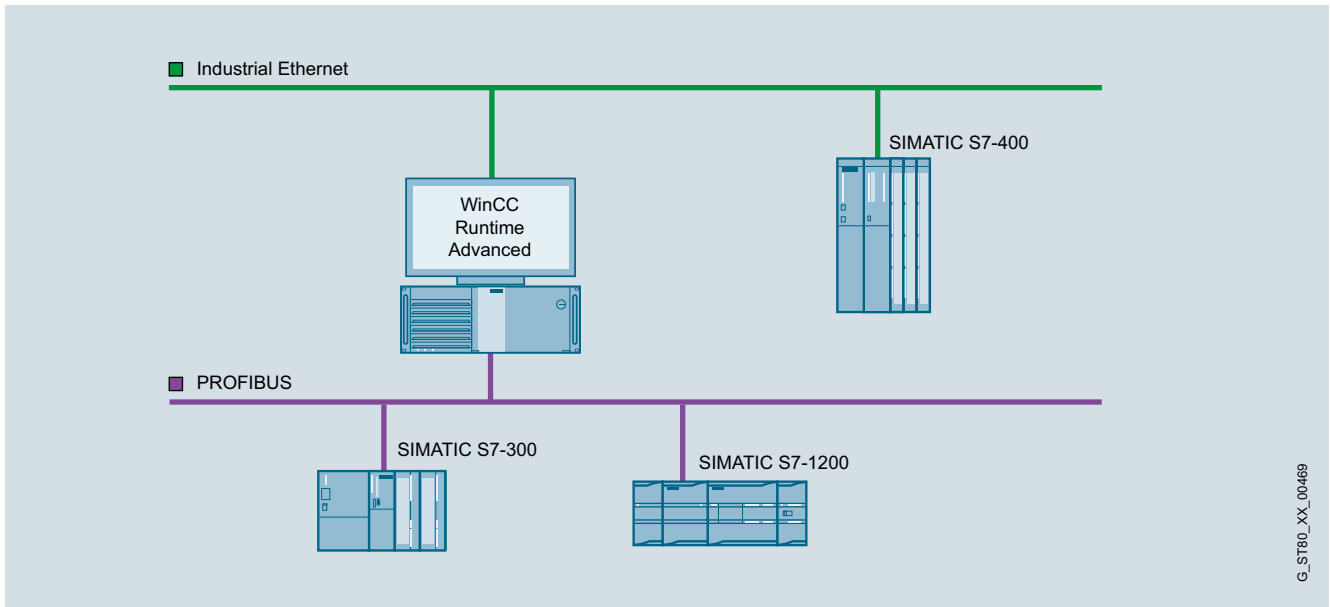 Industrial Ethernet
SIMATIC S7-400
WinCC
Runtime
Advanced
PROFIBUS
SIMATIC S7-300
SIMATIC S7-1200
G_ST80_XX_00469